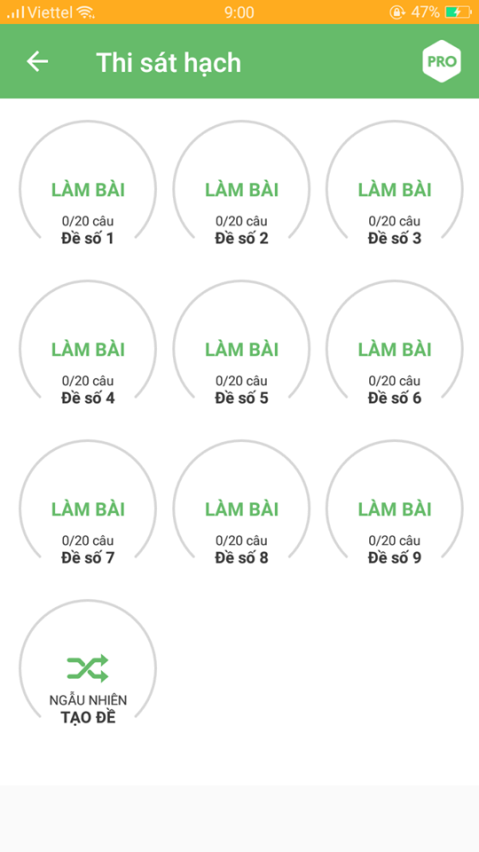 Viettel 9:00 47%
Thi sát hạch PRO
LÀM BÀI LÀM BÀI LÀM BÀI
0/20 câu 0/20 câu 0/20 câu
Đề số 1 Đề số 2 Đề số 3
LÀM BÀI LÀM BÀI LÀM BÀI
0/20 câu 0/20 câu 0/20 câu
Đề số 4 Đề số 5 Đề số 6
LÀM BÀI LÀM BÀI LÀM BÀI
0/20 câu 0/20 câu 0/20 câu
Đề số 7 Đề số 8 Đề số 9
NGẪU NHIÊN
TẠO ĐỀ